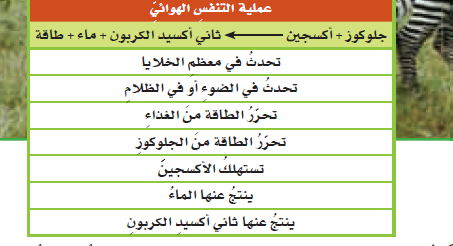 عملية التنفسِ الهوائيِّ
جلوكوز + أكسجين ← ثاني أكسيد الكربون + ماء + طاقة
تحدثُ في معظمِ الخلايا
تحدثُ في الضوءِ أو في الظلامِ
تحرّرُ الطاقة منَ الغذاءِ
تحرّرُ الطاقة منَ الجلوكوزِ
تستهلكُ الأكسجينَ
ينتجُ عنها الماءُ
ينتجُ عنها ثاني أكسيدِ الكربونِ